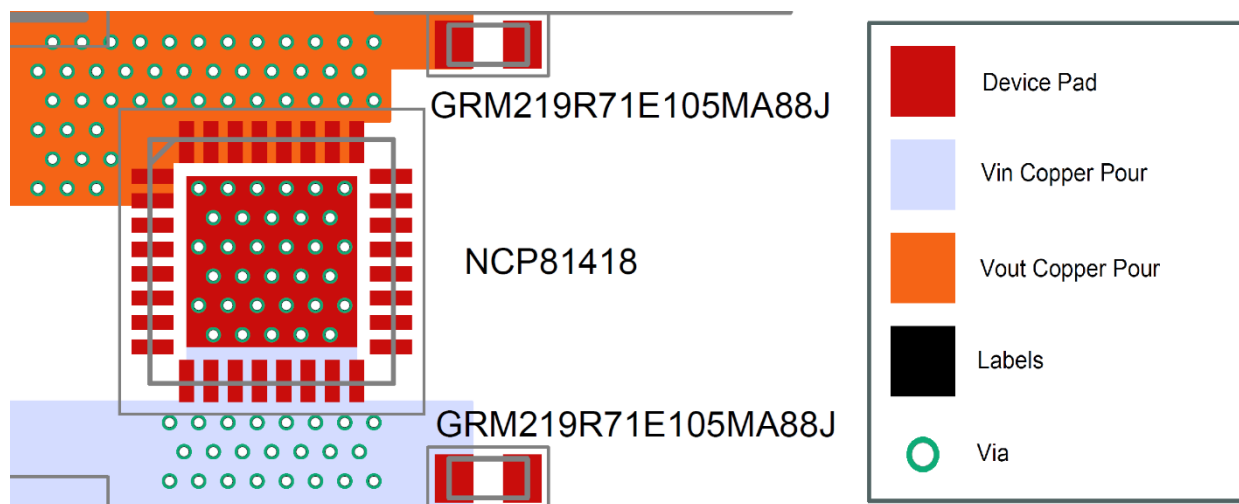 GRM219R71E105MA88J
NCP81418
GRM219R71E105MA88J
Device Pad
Vin Copper Pour
Vout Copper Pour
Labels
Via